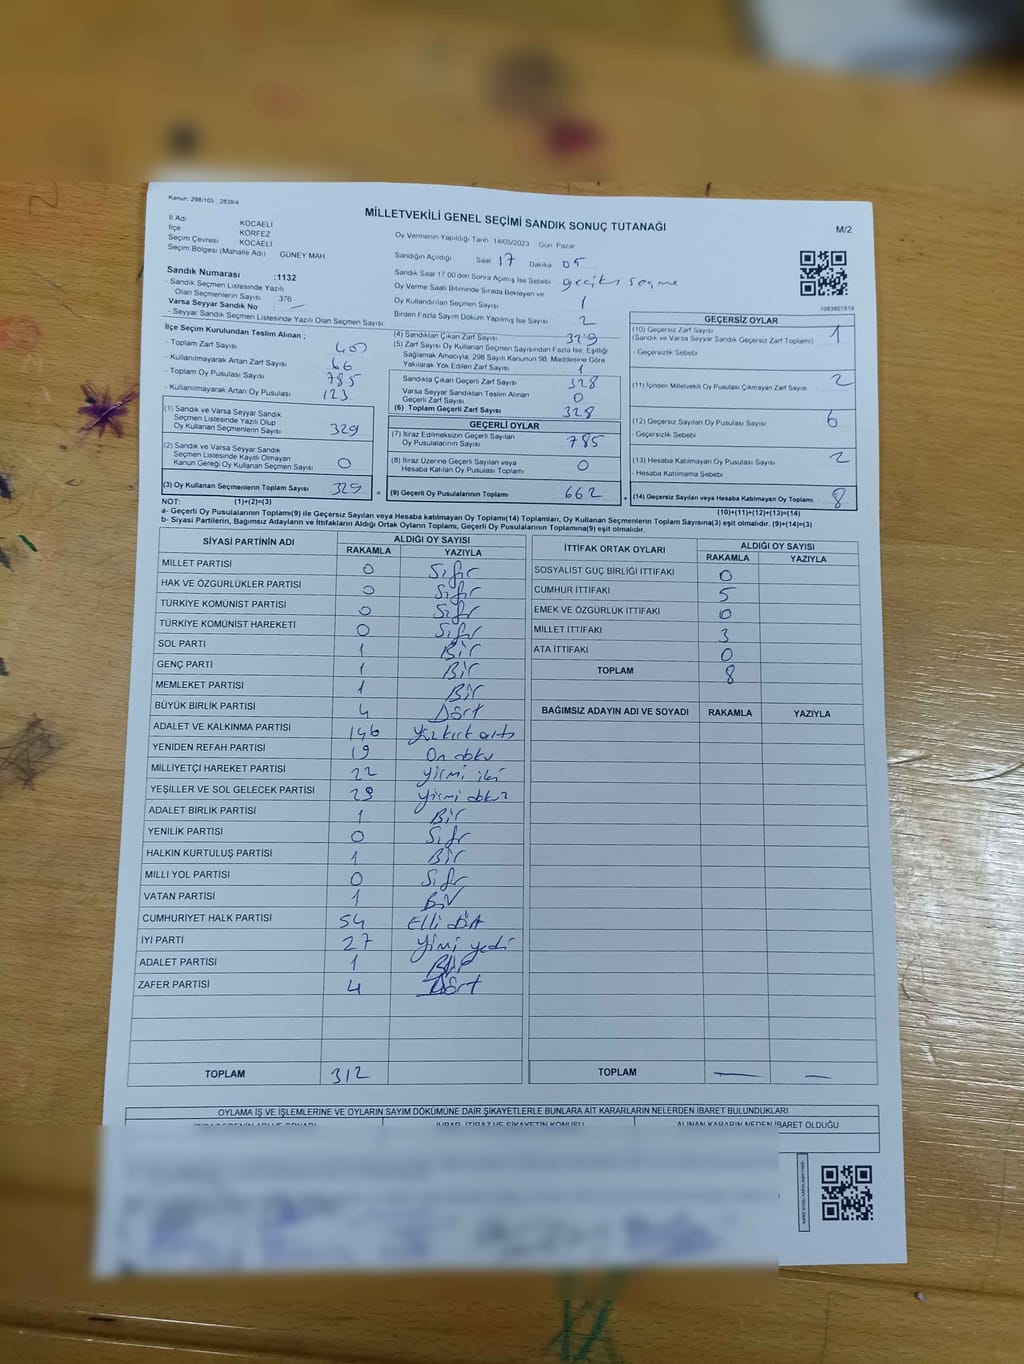 Kanun, 298/105 , 2839/4
MİLLETVEKİLİ GENEL SEÇİMİ SANDIK SONUÇ TUTANAĞI
M/2
İl Adı : KOCAELİ
İlçe : KÖRFEZ
Seçim Çevresi : KOCAELİ
Seçim Bölgesi (Mahalle Adı) : GÜNEY MAH
Sandık Numarası :1132
- Sandık Seçmen Listesinde Yazılı
Olan Seçmenlerin Sayısı : 376
Varsa Seyyar Sandık No :
- Seyyar Sandık Seçmen Listesinde Yazılı Olan Seçmen Sayısı
Oy Vermenin Yapıldığı Tarih: 14/05/2023 Gün Pazar
Sandığın Açıldığı Saat 17 Dakika 05
Sandık Saat 17:00'den Sonra Açılmış İse Sebebi
Oy Verme Saati Bitiminde Sırada Bekleyen ve
Oy Kullandırılan Seçmen Sayısı 1
Birden Fazla Sayım Döküm Yapılmış İse Sayısı 2
1083807819
İlçe Seçim Kurulundan Teslim Alınan ;
- Toplam Zarf Sayısı
- Kullanılmayarak Artan Zarf Sayısı : 66
- Toplam Oy Pusulası Sayısı : 785
- Kullanılmayarak Artan Oy Pusulası : 123
(1) Sandık ve Varsa Seyyar Sandık
Seçmen Listesinde Yazılı Olup
Oy Kullanan Seçmenlerin Sayısı 329
(2) Sandık ve Varsa Seyyar Sandık
Seçmen Listesinde Kayıtlı Olmayan
Kanun Gereği Oy Kullanan Seçmen Sayısı 0
(3) Oy Kullanan Seçmenlerin Toplam Sayısı 329
(4) Sandıktan Çıkan Zarf Sayısı 329
(5) Zarf Sayısı Oy Kullanan Seçmen Sayısından Fazla İse, Eşitliği
Sağlamak Amacıyla, 298 Sayılı Kanunun 98. Maddesine Göre
Yakılarak Yok Edilen Zarf Sayısı 1
Sandıkta Çıkan Geçerli Zarf Sayısı 328
Varsa Seyyar Sandıktan Teslim Alınan
Geçerli Zarf Sayısı 0
(6) Toplam Geçerli Zarf Sayısı 328
GEÇERLİ OYLAR
(7) İtiraz Edilmeksizin Geçerli Sayılan
Oy Pusulalarının Sayısı 785
(8) İtiraz Üzerine Geçerli Sayılan veya
Hesaba Katılan Oy Pusulası Toplamı 0
= (9) Geçerli Oy Pusulalarının Toplamı 662
GEÇERSİZ OYLAR
(10) Geçersiz Zarf Sayısı 1
(Sandık ve Varsa Seyyar Sandık Geçersiz Zarf Toplamı)
- Geçersizlik Sebebi
(11) İçinden Milletvekili Oy Pusulası Çıkmayan Zarf Sayısı 2
(12) Geçersiz Sayılan Oy Pusulası Sayısı 6
- Geçersizlik Sebebi
(13) Hesaba Katılmayan Oy Pusulası Sayısı 2
- Hesaba Katılmama Sebebi
+ (14) Geçersiz Sayılan veya Hesaba Katılmayan Oy Toplamı 8
NOT: (1)+(2)=(3)
(10)+(11)+(12)+(13)=(14)
a- Geçerli Oy Pusulaları Toplamı(9) ile Geçersiz Sayılan veya Hesaba katılmayan Oy Toplamı(14) Toplamları, Oy Kullanan Seçmenlerin Toplam Sayısına(3) eşit olmalıdır. (9)+(14)=(3)
b- Siyasi Partilerin, Bağımsız Adayların ve İttifakların Aldığı Ortak Oyların Toplamı, Geçerli Oy Pusulalarının Toplamına(9) eşit olmalıdır.
SİYASİ PARTİNİN ADI ALDIĞI OY SAYISI
RAKAMLA YAZIYLA
MİLLET PARTİSİ 0 Sıfır
HAK VE ÖZGÜRLÜKLER PARTİSİ 0 Sıfır
TÜRKİYE KOMÜNİST PARTİSİ 0 Sıfır
TÜRKİYE KOMÜNİST HAREKETİ 0 Sıfır
SOL PARTİ 1 Bir
GENÇ PARTİ 1 Bir
MEMLEKET PARTİSİ 1 Bir
BÜYÜK BİRLİK PARTİSİ 4 Dört
ADALET VE KALKINMA PARTİSİ 146 Yüzkırk altı
YENİDEN REFAH PARTİSİ 19 On doku
MİLLİYETÇİ HAREKET PARTİSİ 22 yirmi iki
YEŞİLLER VE SOL GELECEK PARTİSİ 29 yirmi dokuz
ADALET BİRLİK PARTİSİ 1 Bir
YENİLİK PARTİSİ 0 Sıfır
HALKIN KURTULUŞ PARTİSİ 1 Bir
MİLLİ YOL PARTİSİ 0 Sıfır
VATAN PARTİSİ 1 Bir
CUMHURİYET HALK PARTİSİ 54 Elli dört
İYİ PARTİ 27 yirmi yedi
ADALET PARTİSİ 1 Bir
ZAFER PARTİSİ 4 Dört
TOPLAM 312
İTTİFAK ORTAK OYLARI ALDIĞI OY SAYISI
RAKAMLA YAZIYLA
SOSYALİST GÜÇ BİRLİĞİ İTTİFAKI 0
CUMHUR İTTİFAKI 5
EMEK VE ÖZGÜRLÜK İTTİFAKI 0
MİLLET İTTİFAKI 3
ATA İTTİFAKI 0
TOPLAM 8
BAĞIMSIZ ADAYIN ADI VE SOYADI RAKAMLA YAZIYLA
TOPLAM — —
OYLAMA İŞ VE İŞLEMLERİNE VE OYLARIN SAYIM DÖKÜMÜNE DAİR ŞİKAYETLERLE BUNLARA AİT KARARLARIN NELERDEN İBARET BULUNDUKLARI
İTİRAZ EDENİN ADI VE SOYADI İHBAR, İTİRAZ VE ŞİKAYETİN KONUSU ALINAN KARARIN NEDEN İBARET OLDUĞU